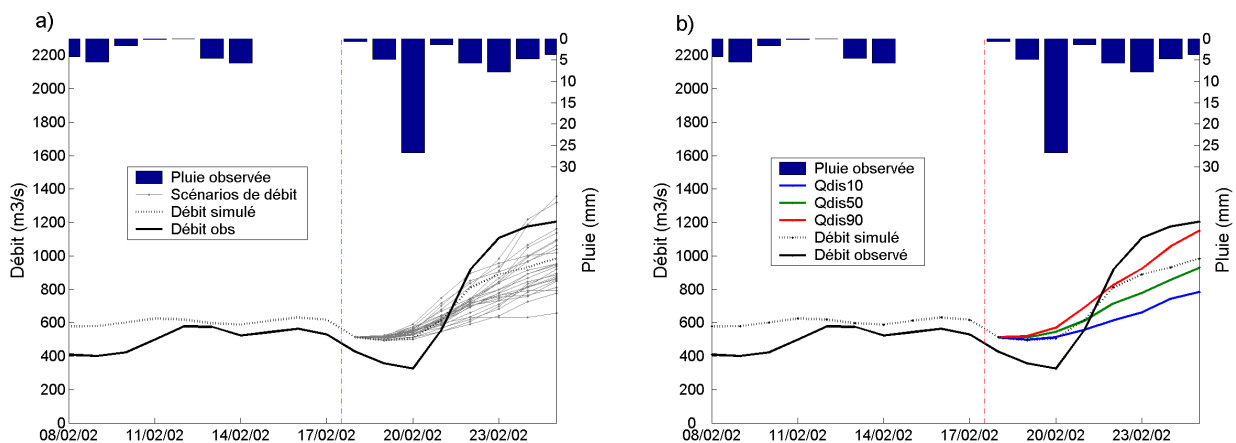 a)
2200
2000
1800
1600
1400
1200
1000
800
600
400
200
0
Débit (m3/s)
0
5
10
15
20
25
30
Pluie (mm)
Pluie observée
Scénarios de débit
Débit simulé
Débit obs
08/02/02 11/02/02 14/02/02 17/02/02 20/02/02 23/02/02
b)
2200
2000
1800
1600
1400
1200
1000
800
600
400
200
0
Débit (m3/s)
0
5
10
15
20
25
30
Pluie (mm)
Pluie observée
Qdis10
Qdis50
Qdis90
Débit simulé
Débit observé
08/02/02 11/02/02 14/02/02 17/02/02 20/02/02 23/02/02